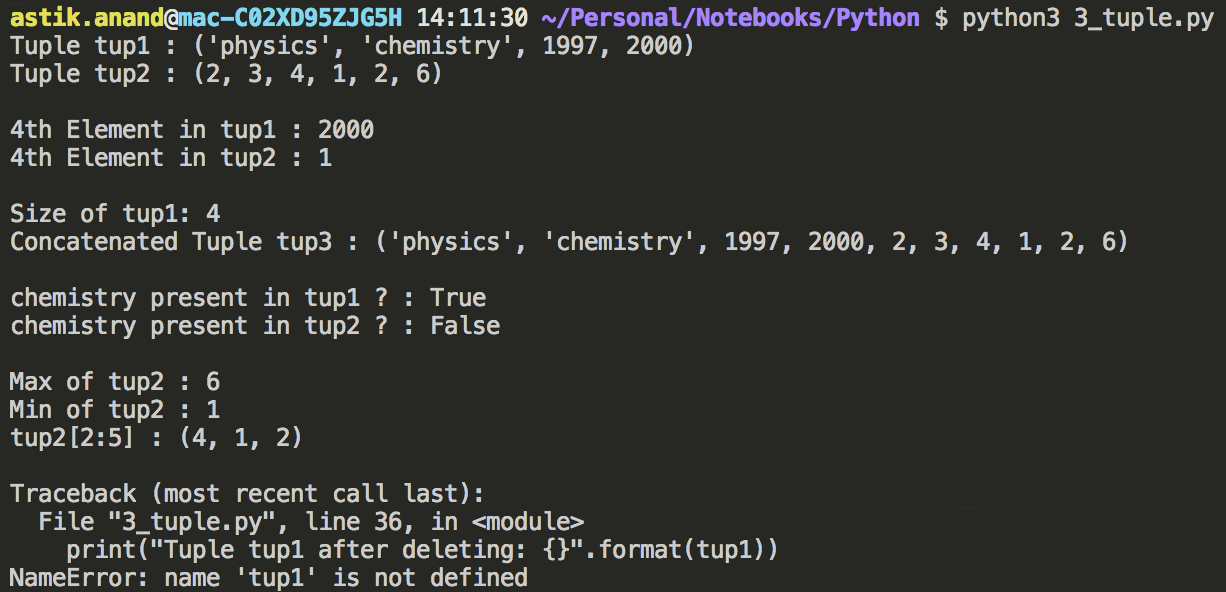 astik.anand@mac-C02XD95ZJG5H 14:11:30 ~/Personal/Notebooks/Python $ python3 3_tuple.py
Tuple tup1 : ('physics', 'chemistry', 1997, 2000)
Tuple tup2 : (2, 3, 4, 1, 2, 6)
4th Element in tup1 : 2000
4th Element in tup2 : 1
Size of tup1: 4
Concatenated Tuple tup3 : ('physics', 'chemistry', 1997, 2000, 2, 3, 4, 1, 2, 6)
chemistry present in tup1 ? : True
chemistry present in tup2 ? : False
Max of tup2 : 6
Min of tup2 : 1
tup2[2:5] : (4, 1, 2)
Traceback (most recent call last):
  File "3_tuple.py", line 36, in <module>
    print("Tuple tup1 after deleting: {}".format(tup1))
NameError: name 'tup1' is not defined